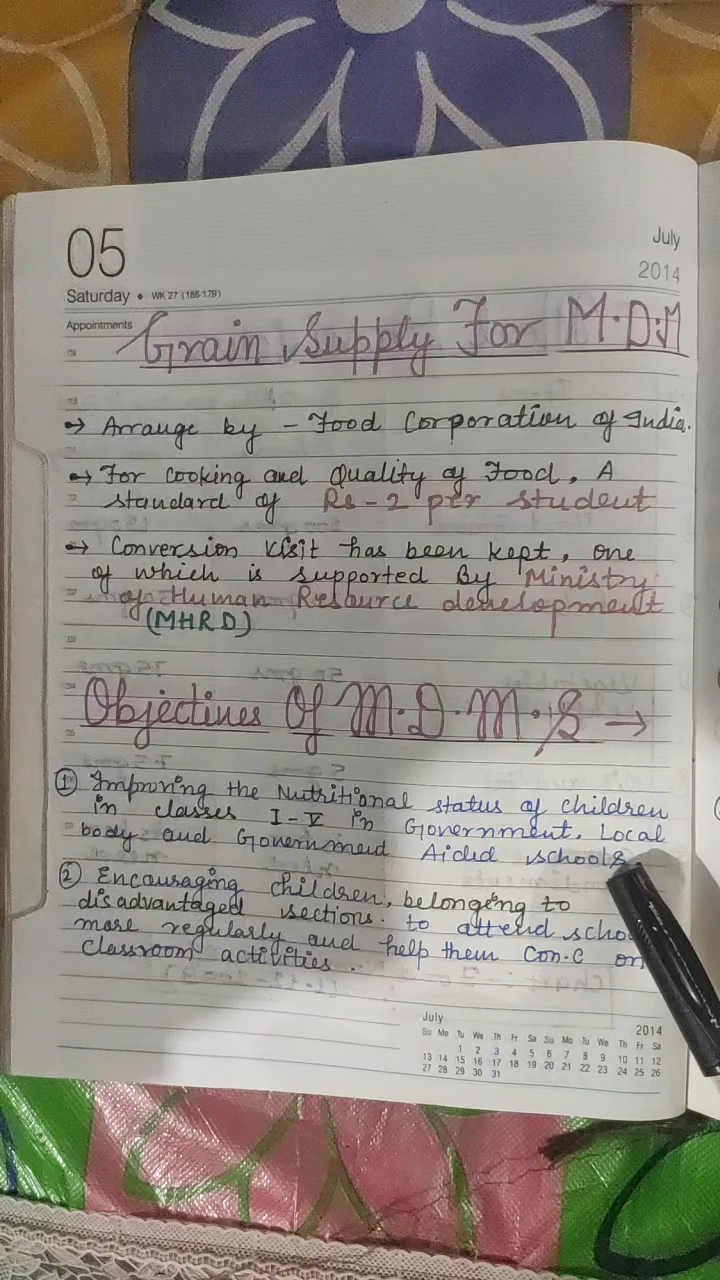 05
July
2014
Saturday • WK 27 (186-179)
Appointments
Grain Supply For M.D.M
→ Arrange by - Food Corporation of India.
→ For cooking and Quality of Food, A
standard of Rs-2 per student
→ Conversion visit has been kept, one
of which is supported By Ministry
of Human Resource development
(MHRD)
Objectives Of M.D.M.S →
① Improving the Nutritional status of children
in classes I-V in Government, Local
body and Government Aided schools.
② Encouraging children, belonging to
disadvantaged sections. to attend schoo
more regularly and help them Con.C on
classroom activities.
July 2014
Su Mo Tu We Th Fr Sa Su Mo Tu We Th Fr Sa
1 2 3 4 5 6 7 8 9 10 11 12
13 14 15 16 17 18 19 20 21 22 23 24 25 26
27 28 29 30 31